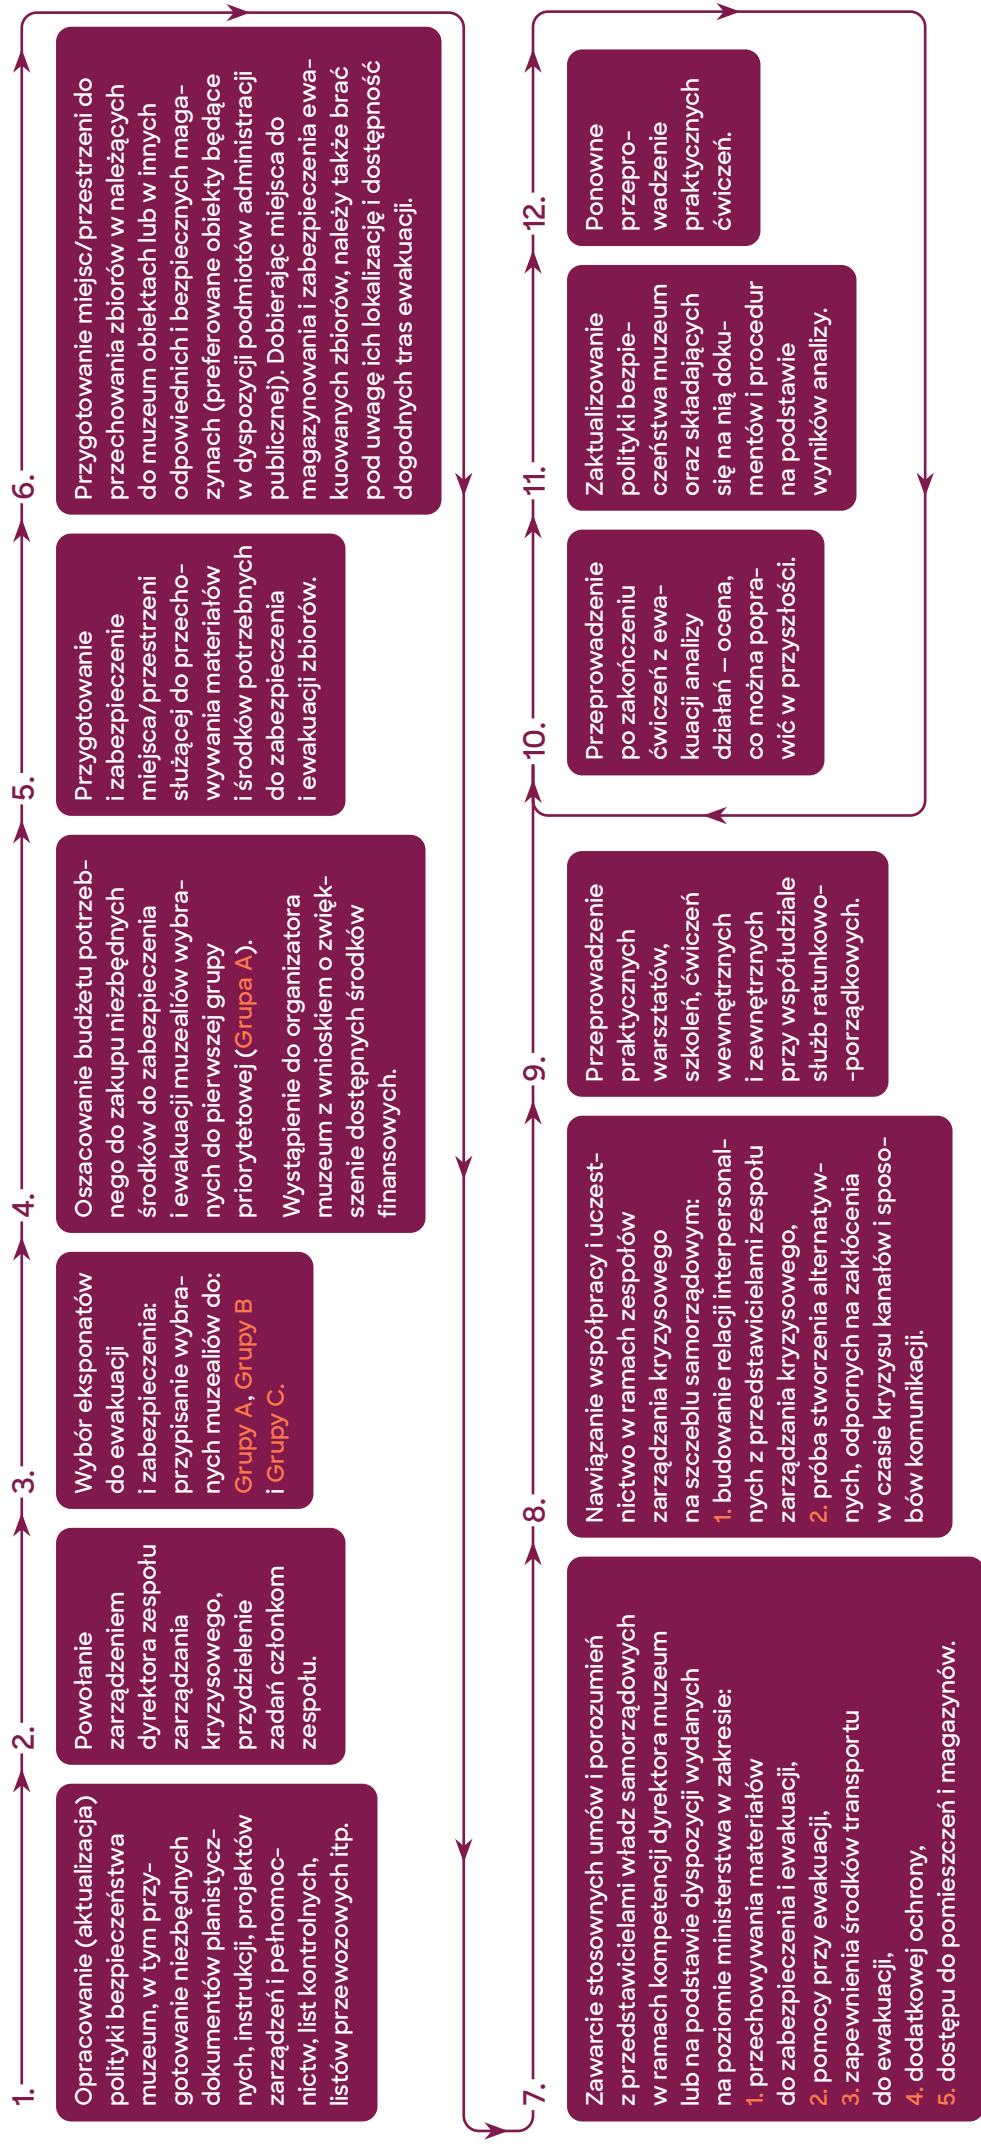 1.
Opracowanie (aktualizacja)
polityki bezpieczeństwa
muzeum, w tym przy-
gotowanie niezbędnych
dokumentów planistycz-
nych, instrukcji, projektów
zarządzeń i pełnomoc-
nictw, list kontrolnych,
listów przewozowych itp.
2.
Powołanie
zarządzeniem
dyrektora zespołu
zarządzania
kryzysowego,
przydzielenie
zadań członkom
zespołu.
3.
Wybór eksponatów
do ewakuacji
i zabezpieczenia:
przypisanie wybra-
nych muzealiów do:
Grupy A, Grupy B
i Grupy C.
4.
Oszacowanie budżetu potrzeb-
nego do zakupu niezbędnych
środków do zabezpieczenia
i ewakuacji muzealiów wybra-
nych do pierwszej grupy
priorytetowej (Grupa A).
Wystąpienie do organizatora
muzeum z wnioskiem o zwięk-
szenie dostępnych środków
finansowych.
5.
Przygotowanie
i zabezpieczenie
miejsca/przestrzeni
służącej do przecho-
wywania materiałów
i środków potrzebnych
do zabezpieczenia
i ewakuacji zbiorów.
6.
Przygotowanie miejsc/przestrzeni do
przechowania zbiorów w należących
do muzeum obiektach lub w innych
odpowiednich i bezpiecznych maga-
zynach (preferowane obiekty będące
w dyspozycji podmiotów administracji
publicznej). Dobierając miejsca do
magazynowania i zabezpieczenia ewa-
kuowanych zbiorów, należy także brać
pod uwagę ich lokalizację i dostępność
dogodnych tras ewakuacji.
7.
Zawarcie stosownych umów i porozumień
z przedstawicielami władz samorządowych
w ramach kompetencji dyrektora muzeum
lub na podstawie dyspozycji wydanych
na poziomie ministerstwa w zakresie:
1. przechowywania materiałów
do zabezpieczenia i ewakuacji,
2. pomocy przy ewakuacji,
3. zapewnienia środków transportu
do ewakuacji,
4. dodatkowej ochrony,
5. dostępu do pomieszczeń i magazynów.
8.
Nawiązanie współpracy i uczest-
nictwo w ramach zespołów
zarządzania kryzysowego
na szczeblu samorządowym:
1. budowanie relacji interpersonal-
nych z przedstawicielami zespołu
zarządzania kryzysowego,
2. próba stworzenia alternatyw-
nych, odpornych na zakłócenia
w czasie kryzysu kanałów i sposo-
bów komunikacji.
9.
Przeprowadzenie
praktycznych
warsztatów,
szkoleń, ćwiczeń
wewnętrznych
i zewnętrznych
przy współudziale
służb ratunkowo-
-porządkowych.
10.
Przeprowadzenie
po zakończeniu
ćwiczeń z ewa-
kuacji analizy
działań – ocena,
co można popra-
wić w przyszłości.
11.
Zaktualizowanie
polityki bezpie-
czeństwa muzeum
oraz składających
się na nią doku-
mentów i procedur
na podstawie
wyników analizy.
12.
Ponowne
przepro-
wadzenie
praktycznych
ćwiczeń.